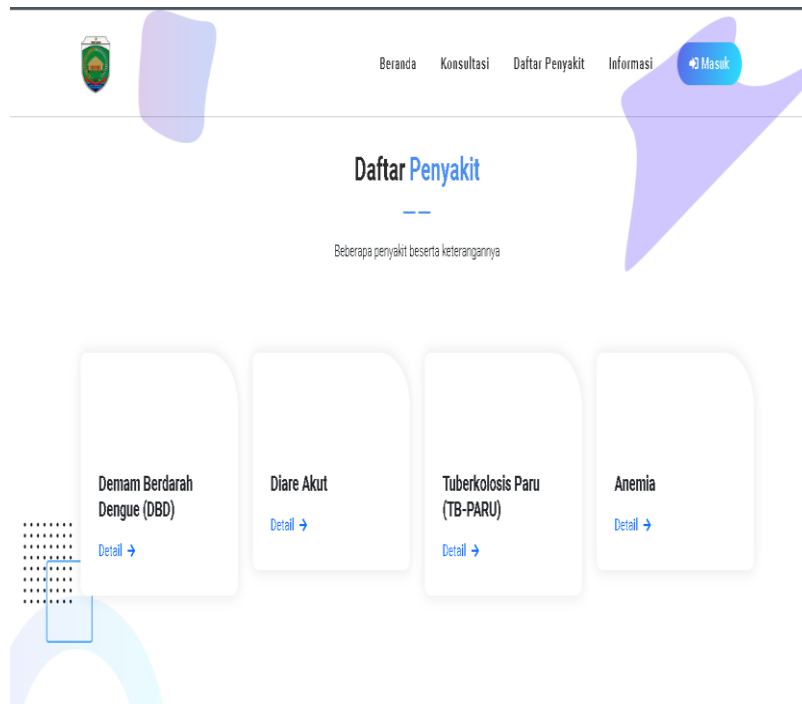 Beranda Konsultasi Daftar Penyakit Informasi Masuk
Daftar Penyakit
Beberapa penyakit beserta keterangannya
Demam Berdarah
Dengue (DBD)
Detail →
Diare Akut
Detail →
Tuberkolosis Paru
(TB-PARU)
Detail →
Anemia
Detail →